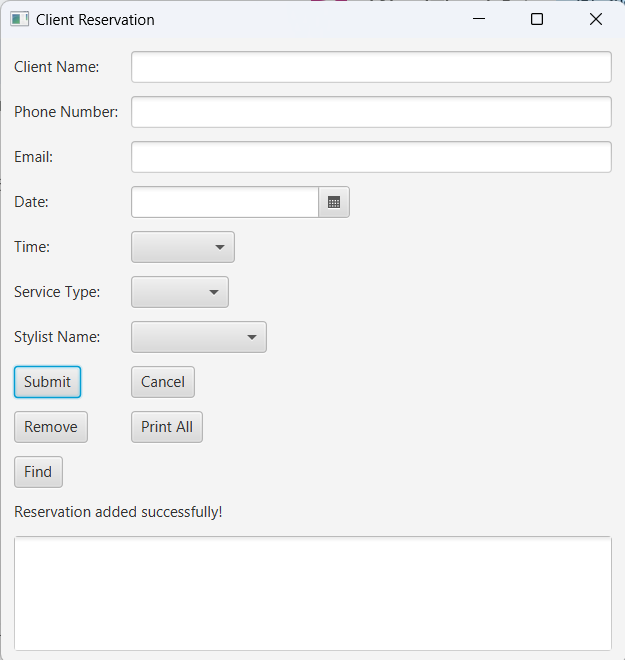 Client Reservation
Client Name:
Phone Number:
Email:
Date:
Time:
Service Type:
Stylist Name:
Submit Cancel
Remove Print All
Find
Reservation added successfully!